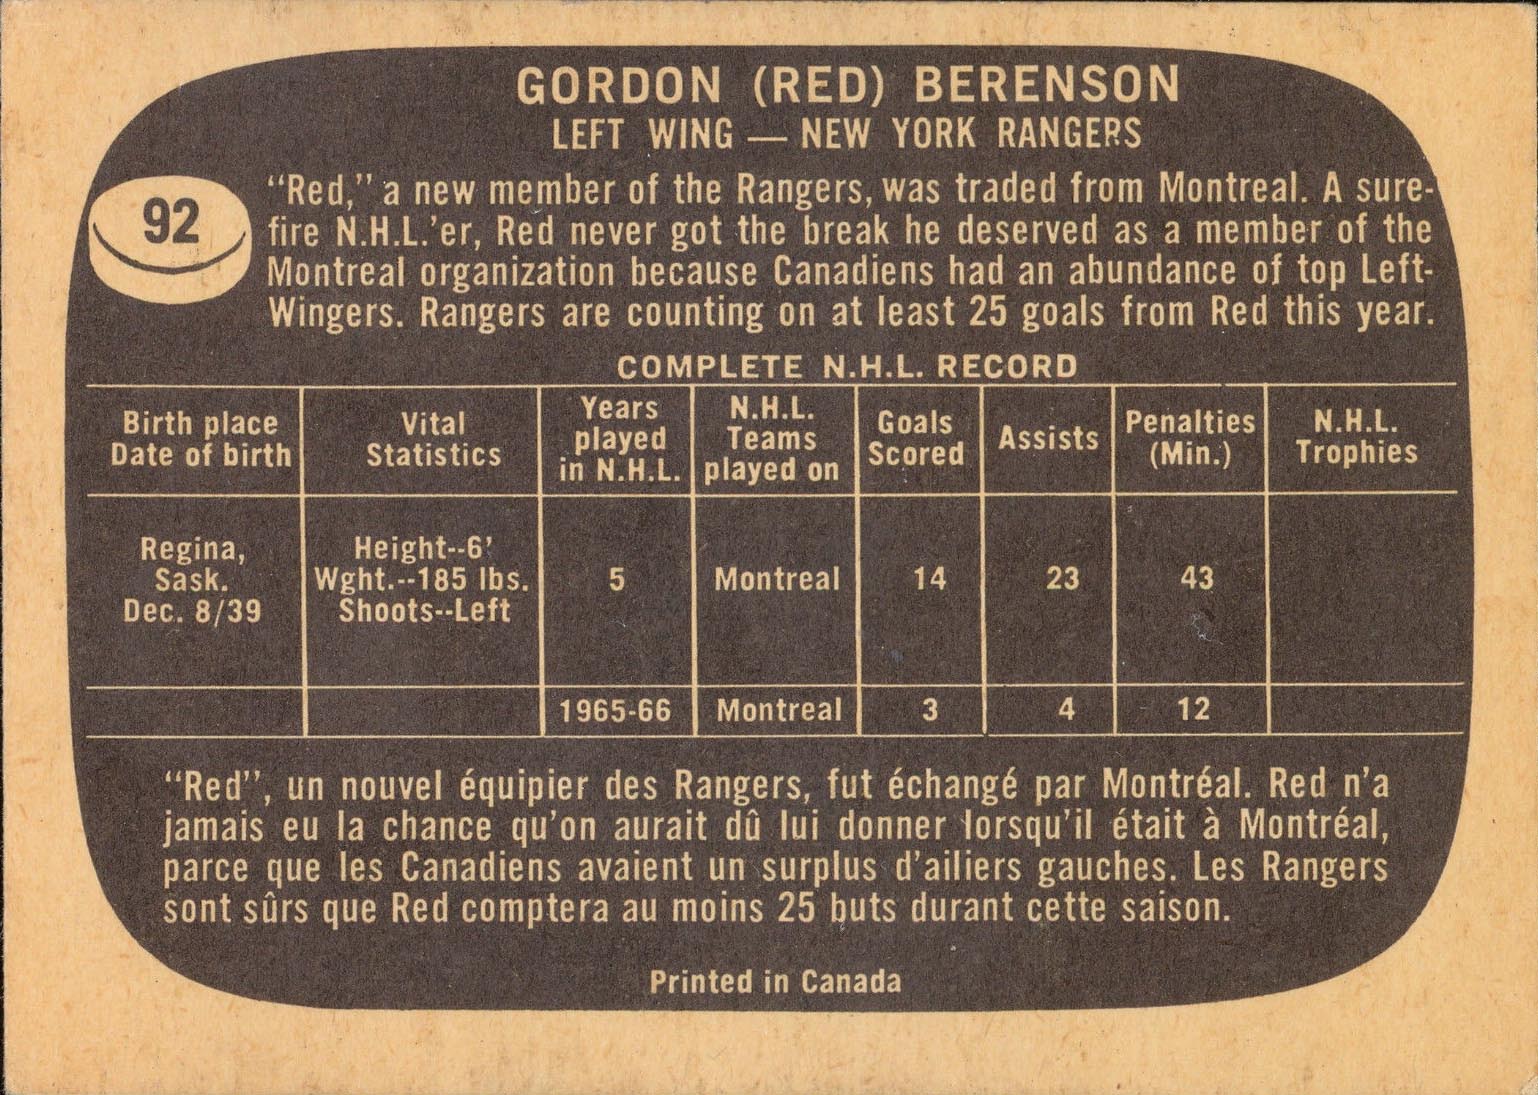 GORDON (RED) BERENSON
LEFT WING — NEW YORK RANGERS
92
"Red," a new member of the Rangers, was traded from Montreal. A sure-
fire N.H.L.'er, Red never got the break he deserved as a member of the
Montreal organization because Canadiens had an abundance of top Left-
Wingers. Rangers are counting on at least 25 goals from Red this year.
COMPLETE N.H.L. RECORD
Birth place
Date of birth
Vital
Statistics
Years
played
in N.H.L.
N.H.L.
Teams
played on
Goals
Scored
Assists
Penalties
(Min.)
N.H.L.
Trophies
Regina,
Sask.
Dec. 8/39
Height--6'
Wght.--185 lbs.
Shoots--Left
5
Montreal
14
23
43
1965-66
Montreal
3
4
12
"Red", un nouvel équipier des Rangers, fut échangé par Montréal. Red n'a
jamais eu la chance qu'on aurait dû lui donner lorsqu'il était à Montréal,
parce que les Canadiens avaient un surplus d'ailiers gauches. Les Rangers
sont sûrs que Red comptera au moins 25 buts durant cette saison.
Printed in Canada